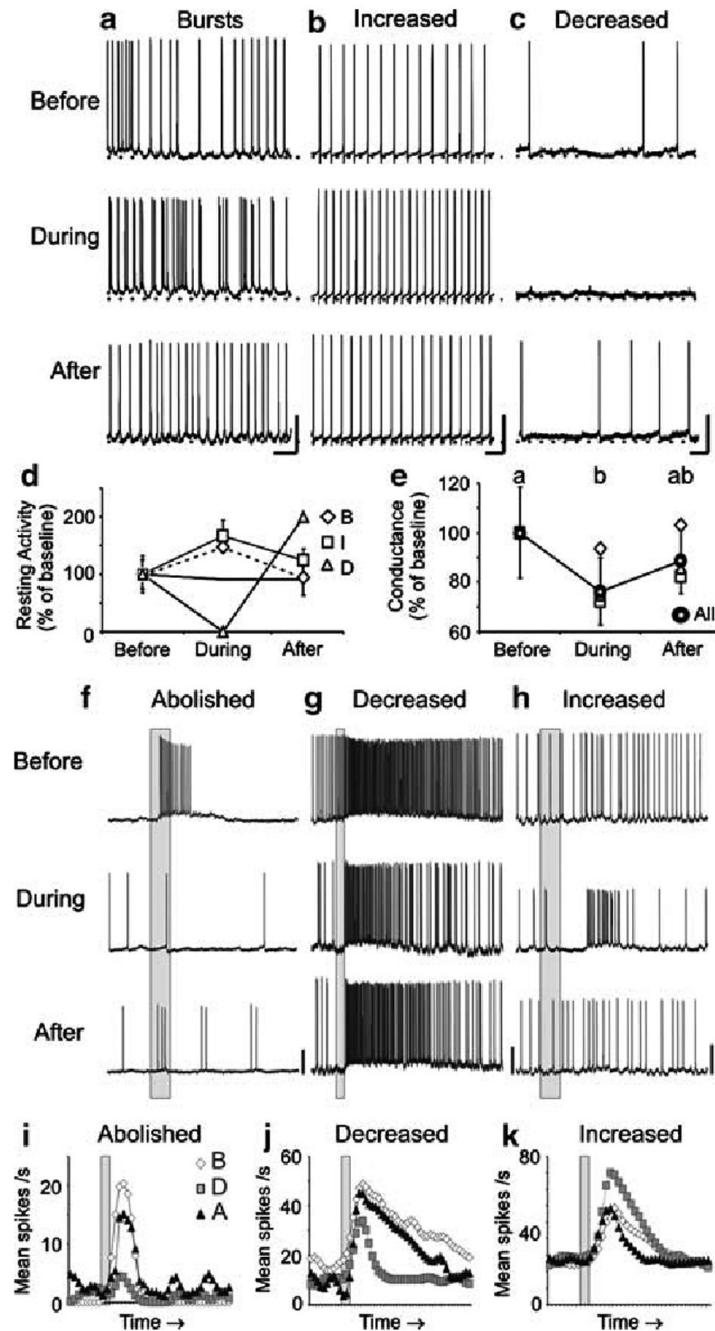 a Bursts b Increased c Decreased
Before
During
After
d
Resting Activity
(% of baseline)
200
100
0
Before During After
B
I
D
e
Conductance
(% of baseline)
120
100
80
60
a b ab
Before During After
All
f Abolished g Decreased h Increased
Before
During
After
i Abolished
Mean spikes /s
20
10
0
B
D
A
Time →
j Decreased
Mean spikes /s
60
40
20
0
Time →
k Increased
Mean spikes /s
80
40
0
Time →